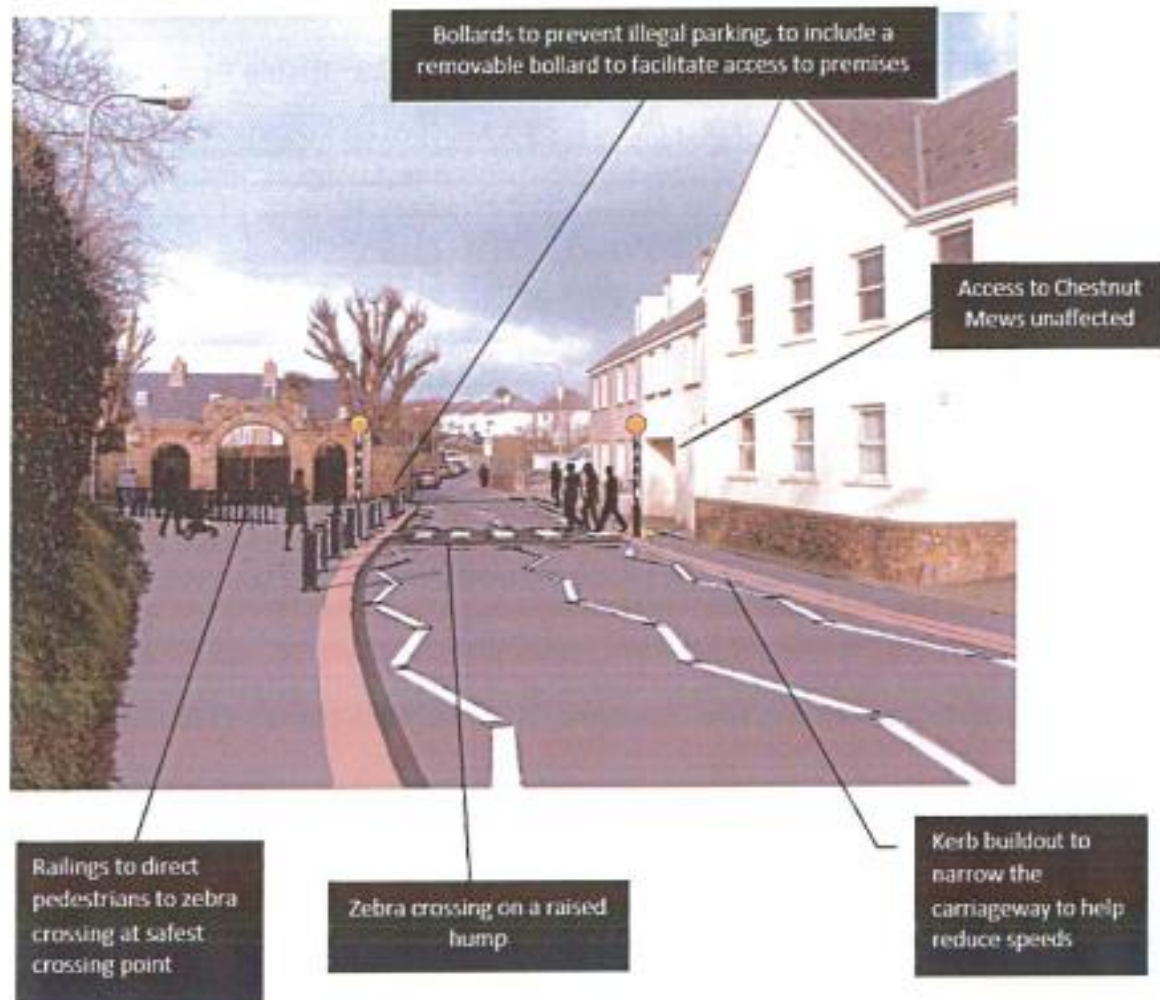 Bollards to prevent illegal parking, to include a
removable bollard to facilitate access to premises
Access to Chestnut
Mews unaffected
Railings to direct
pedestrians to zebra
crossing at safest
crossing point
Zebra crossing on a raised
hump
Kerb buildout to
narrow the
carriageway to help
reduce speeds